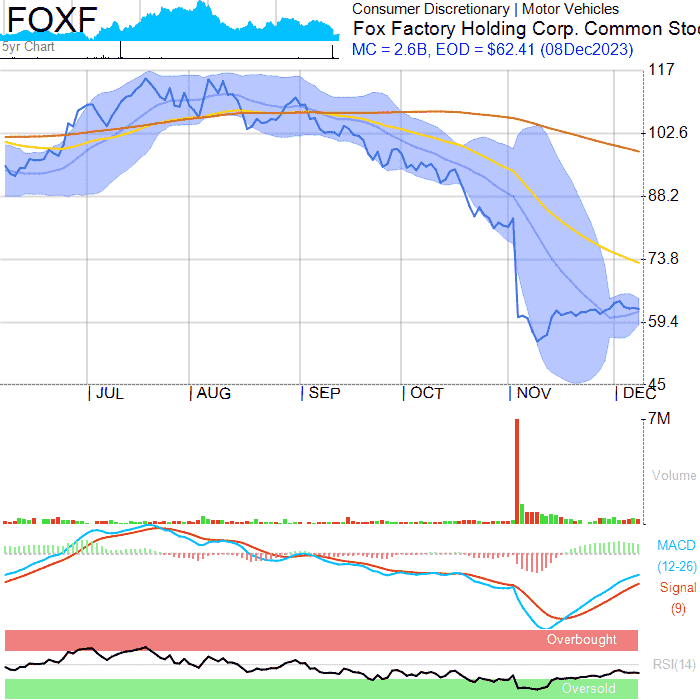 FOXF
5yr Chart
Consumer Discretionary | Motor Vehicles
Fox Factory Holding Corp. Common Sto
MC = 2.6B, EOD = $62.41 (08Dec2023)
117
102.6
88.2
73.8
59.4
45
JUL AUG SEP OCT NOV DEC
7M
Volume
MACD
(12-26)
Signal
(9)
Overbought
RSI(14)
Oversold